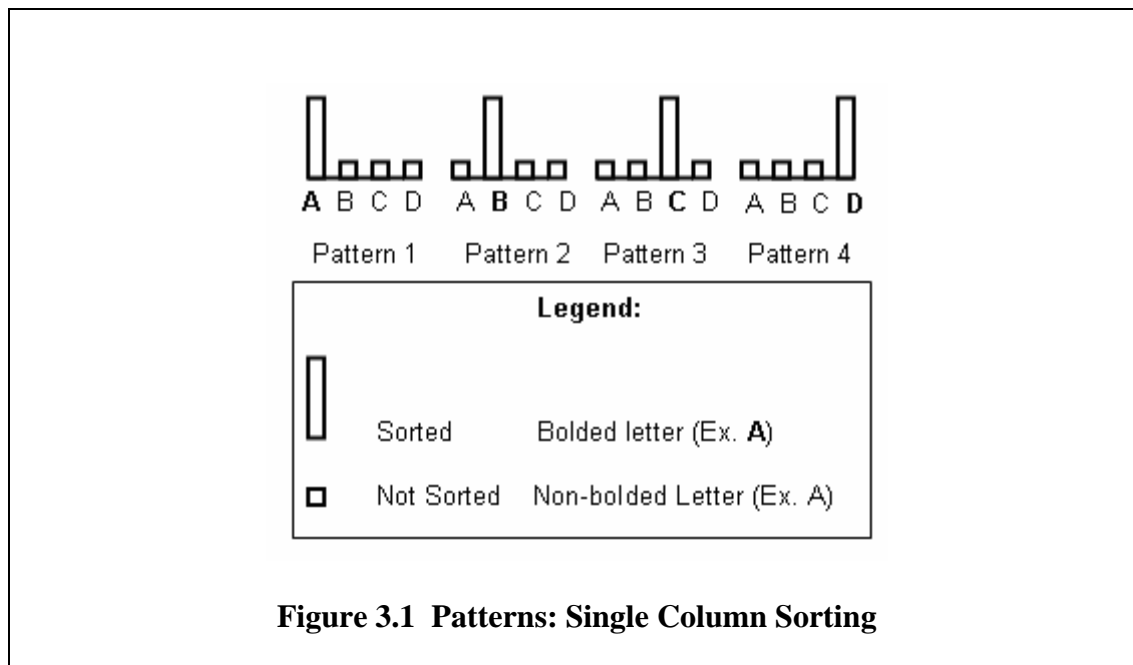 A B C D A B C D A B C D A B C D
Pattern 1 Pattern 2 Pattern 3 Pattern 4
Legend:
Sorted Bolded letter (Ex. A)
Not Sorted Non-bolded Letter (Ex. A)
Figure 3.1 Patterns: Single Column Sorting